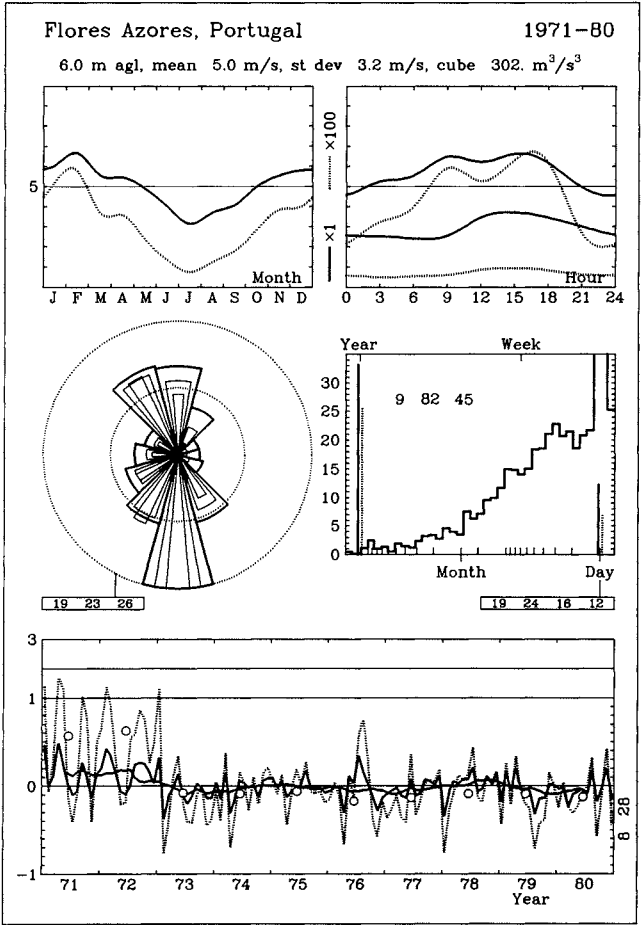 Flores Azores, Portugal 1971-80
6.0 m agl, mean 5.0 m/s, st dev 3.2 m/s, cube 302. m³/s³
5
×100
×1
Month
Hour
J F M A M J J A S O N D
0 3 6 9 12 15 18 21 24
Year Week
35
30
25
20
15
10
5
0
9 82 45
Month Day
19 23 26
19 24 16 12
3
1
0
-1
8 28
71 72 73 74 75 76 77 78 79 80
Year